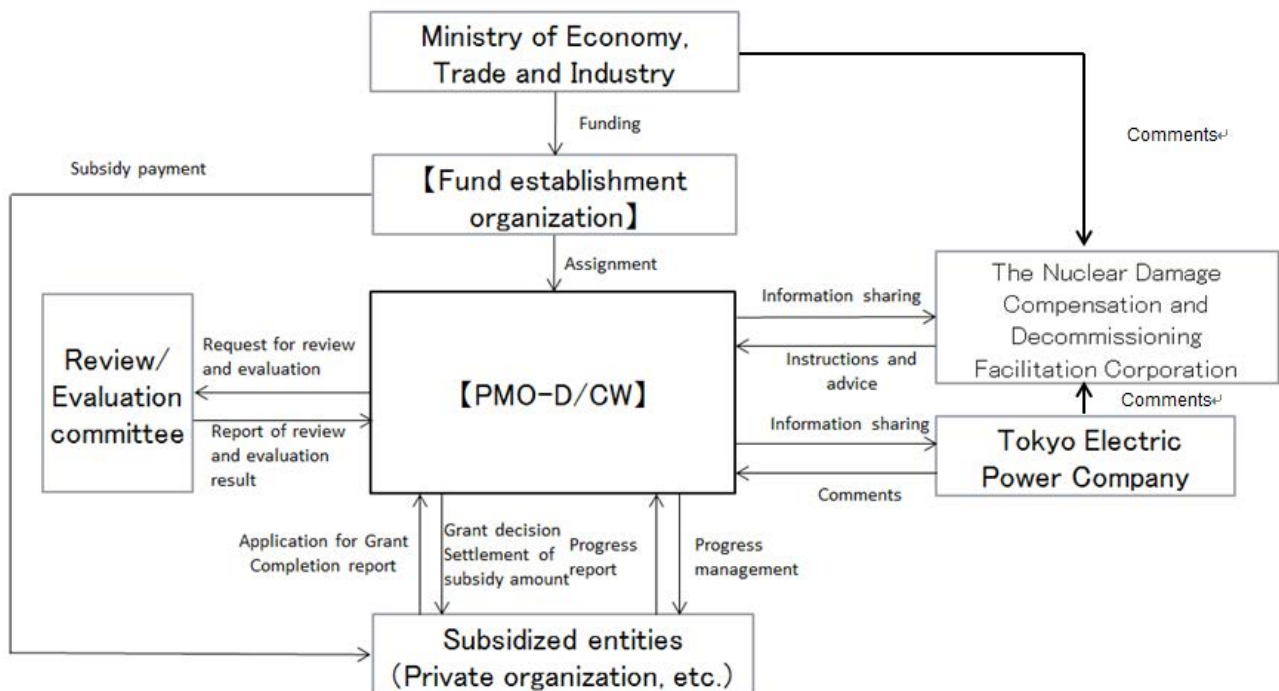 Ministry of Economy,
Trade and Industry
Funding
Comments↵
Subsidy payment
【Fund establishment
organization】
Assignment
The Nuclear Damage
Compensation and
Decommissioning
Facilitation Corporation
Information sharing
Instructions and
advice
Review/
Evaluation
committee
Request for review
and evaluation
Report of review
and evaluation
result
【PMO-D/CW】
Comments↵
Information sharing
Tokyo Electric
Power Company
Comments
Application for Grant
Completion report
Grant decision
Settlement of
subsidy amount
Progress
report
Progress
management
Subsidized entities
(Private organization, etc.)